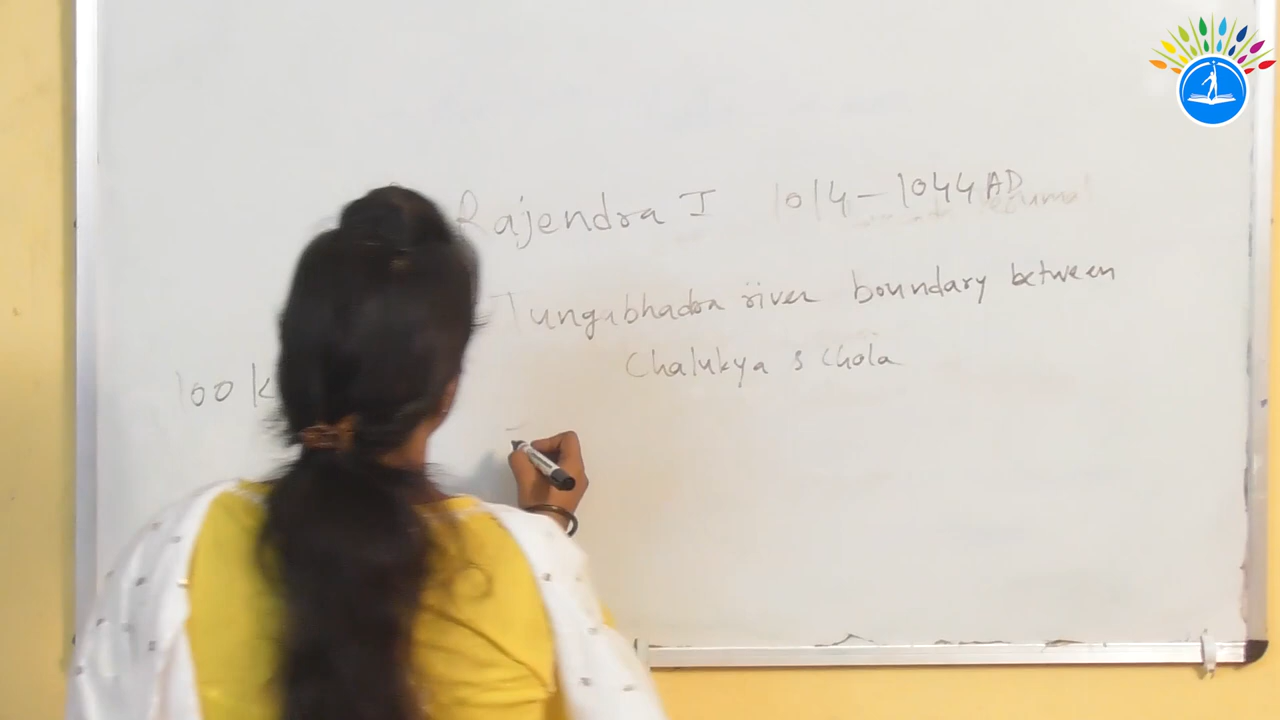 Rajendra I 1014 - 1044 AD
Tungabhadra river boundary between
Chalukya & Chola
100 k